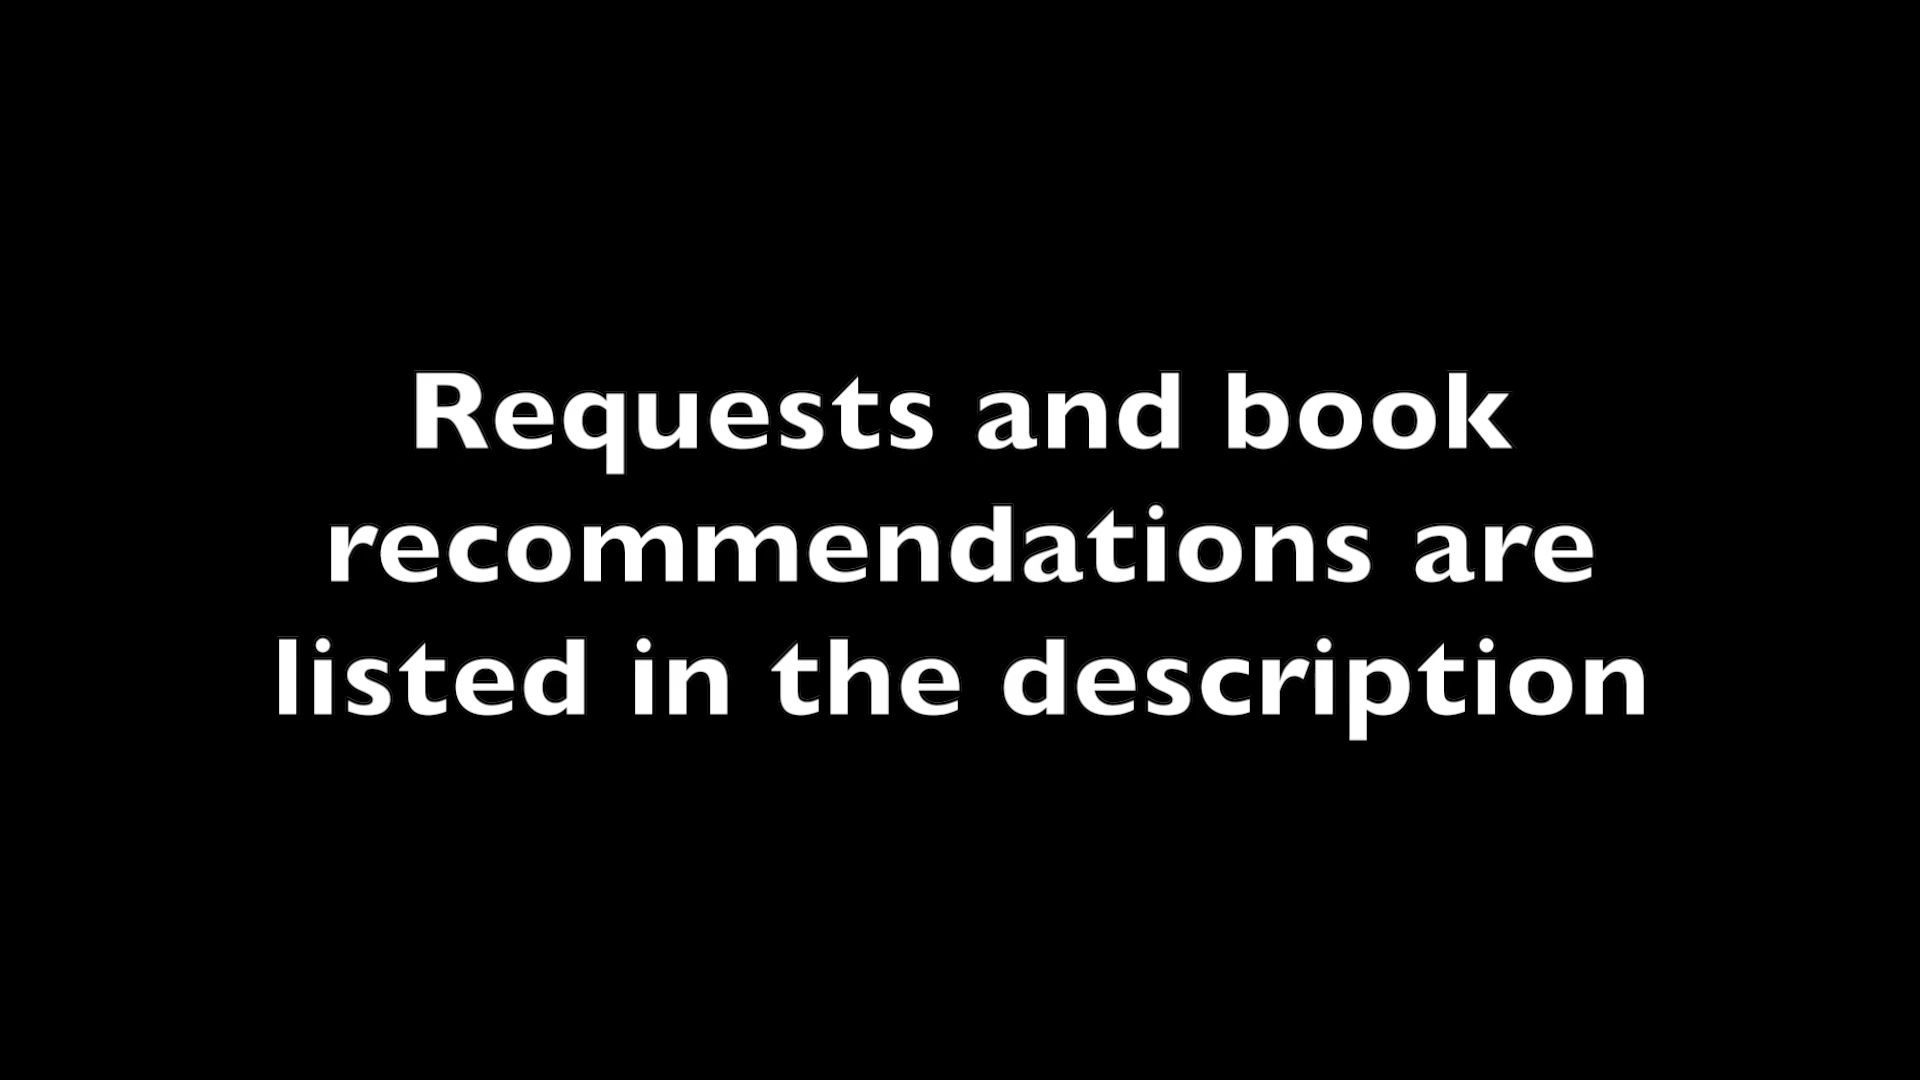 Requests and book
recommendations are
listed in the description